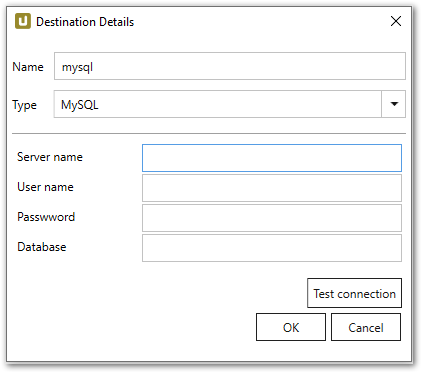 U Destination Details
Name mysql
Type MySQL
Server name
User name
Passwword
Database
Test connection
OK Cancel